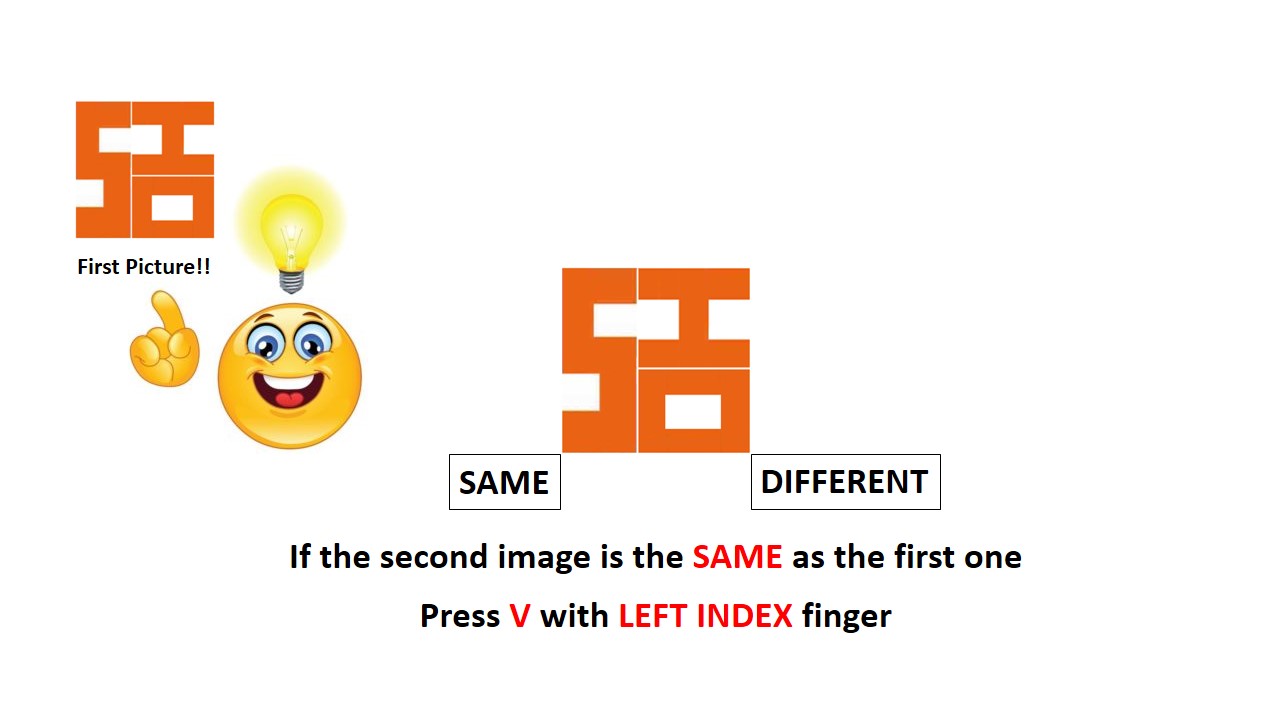 First Picture!!
SAME
DIFFERENT
If the second image is the SAME as the first one
Press V with LEFT INDEX finger